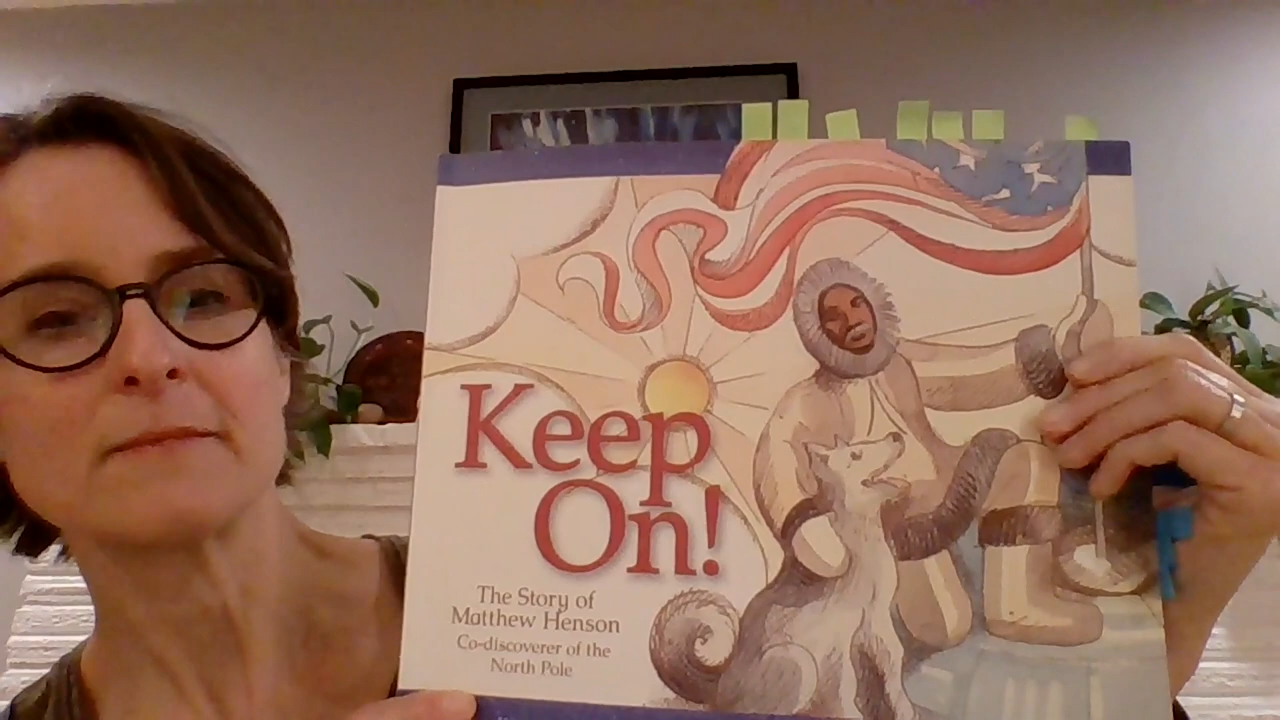 Keep
On!
The Story of
Matthew Henson
Co-discoverer of the
North Pole